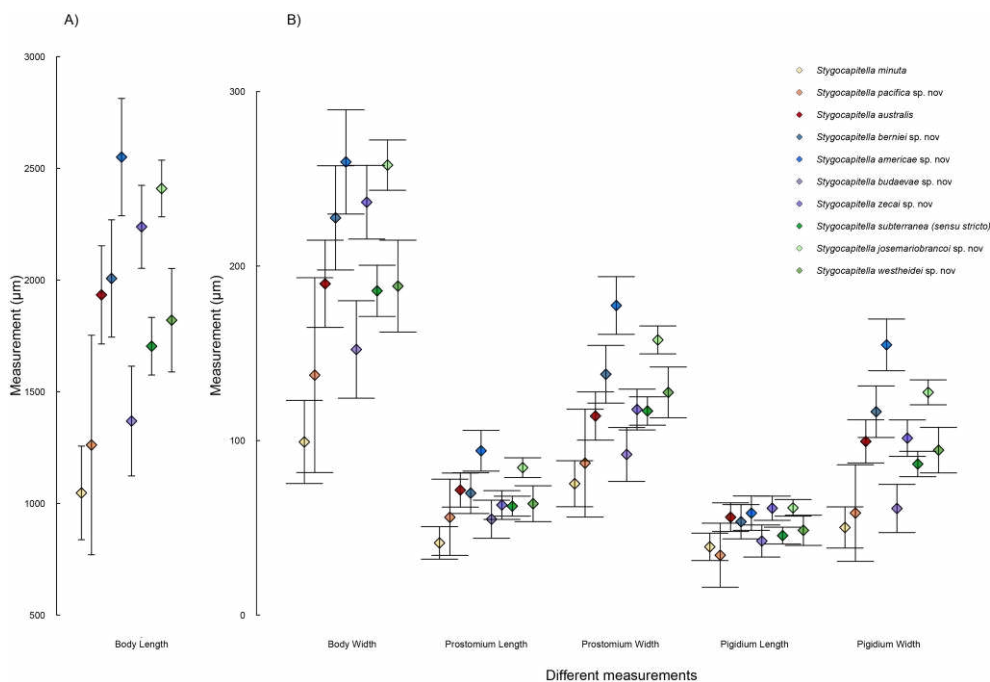 A)
B)
3000
2500
2000
1500
1000
500
Measurement (µm)
Body Length
300
200
100
0
Measurement (µm)
Stygocapitella minuta
Stygocapitella pacifica sp. nov
Stygocapitella australis
Stygocapitella berniei sp. nov
Stygocapitella americae sp. nov
Stygocapitella budaevae sp. nov
Stygocapitella zecai sp. nov
Stygocapitella subterranea (sensu stricto)
Stygocapitella josemariobrancoi sp. nov
Stygocapitella westheidei sp. nov
Body Width
Prostomium Length
Prostomium Width
Pigidium Length
Pigidium Width
Different measurements